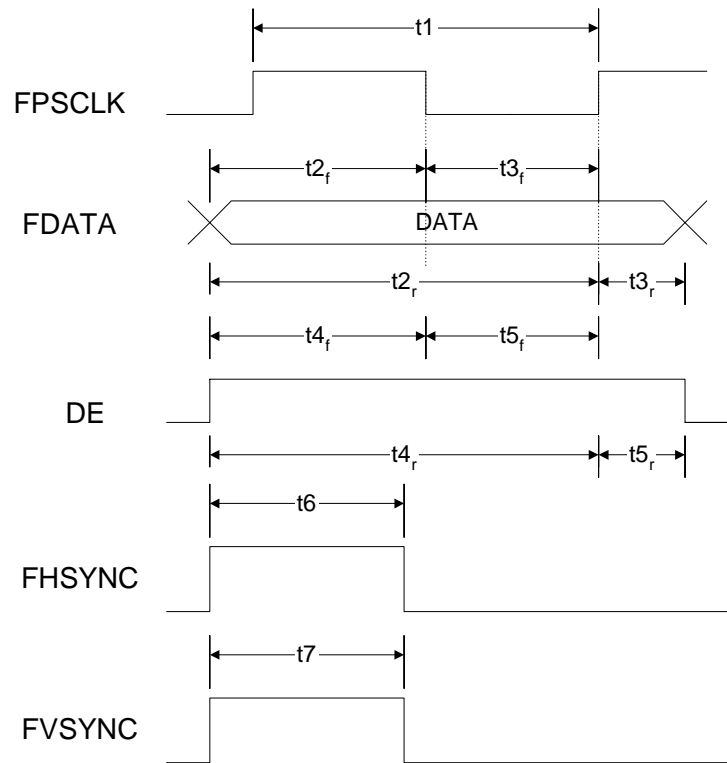 t1
FPSCLK
t2f t3f
FDATA DATA
t2r t3r
t4f t5f
DE
t4r t5r
t6
FHSYNC
t7
FVSYNC